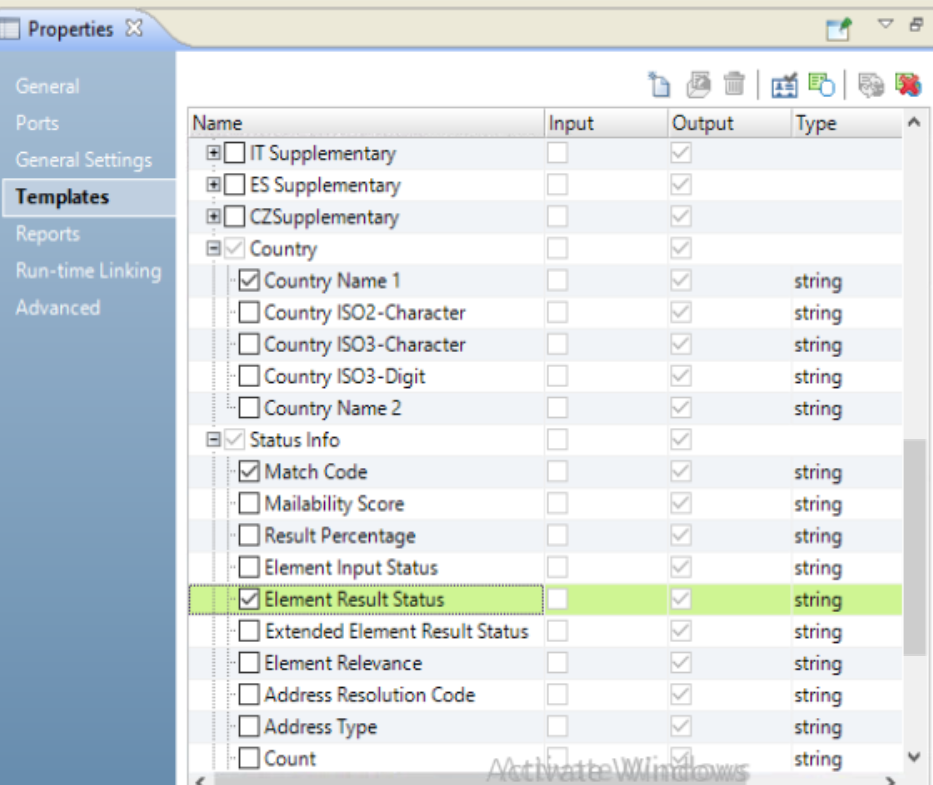 Properties
General
Ports
General Settings
Templates
Reports
Run-time Linking
Advanced
Name Input Output Type
IT Supplementary
ES Supplementary
CZSupplementary
Country
Country Name 1 string
Country ISO2-Character string
Country ISO3-Character string
Country ISO3-Digit string
Country Name 2 string
Status Info
Match Code string
Mailability Score string
Result Percentage string
Element Input Status string
Element Result Status string
Extended Element Result Status string
Element Relevance string
Address Resolution Code string
Address Type string
Count string
Activate Windows